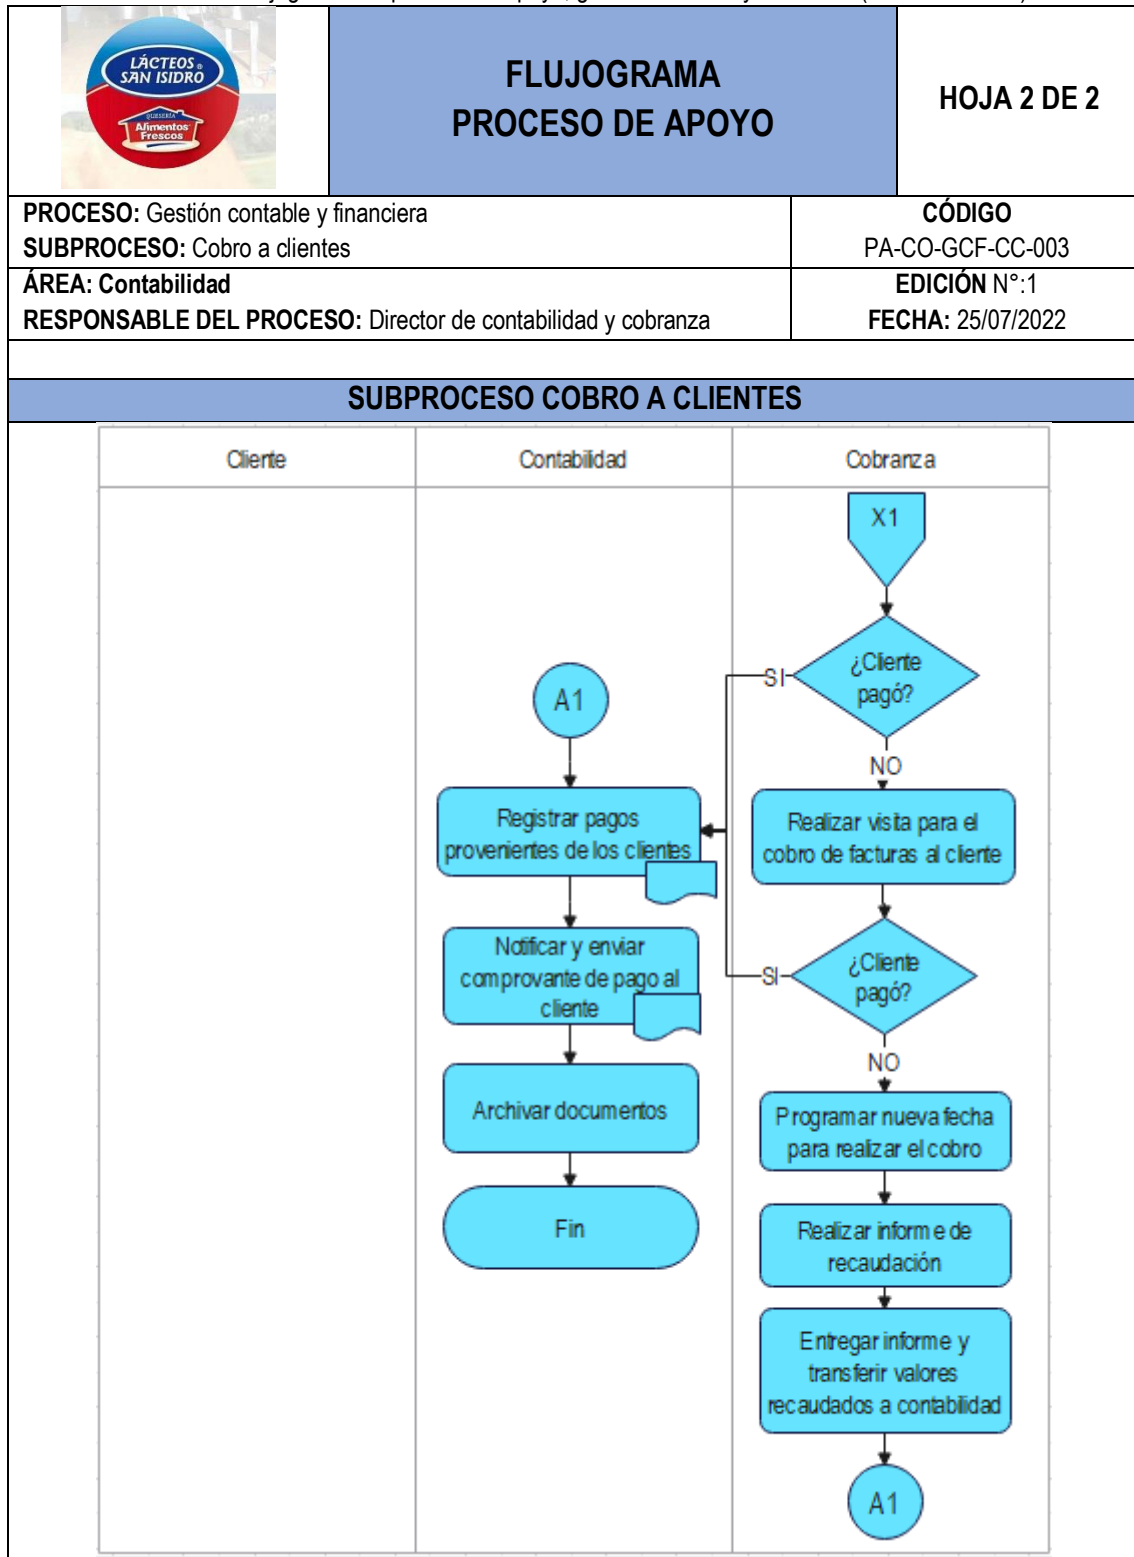 LÁCTEOS
SAN ISIDRO
QUESERÍA
Alimentos
Frescos
FLUJOGRAMA
PROCESO DE APOYO
HOJA 2 DE 2
PROCESO: Gestión contable y financiera
SUBPROCESO: Cobro a clientes
CÓDIGO
PA-CO-GCF-CC-003
ÁREA: Contabilidad
RESPONSABLE DEL PROCESO: Director de contabilidad y cobranza
EDICIÓN N°:1
FECHA: 25/07/2022
SUBPROCESO COBRO A CLIENTES
Cliente
Contabilidad
Cobranza
X1
¿Cliente
pagó?
SI
NO
A1
Registrar pagos
provenientes de los clientes
Realizar visita para el
cobro de facturas al cliente
Notificar y enviar
comprovante de pago al
cliente
¿Cliente
pagó?
SI
NO
Archivar documentos
Programar nueva fecha
para realizar el cobro
Fin
Realizar informe de
recaudación
Entregar informe y
transferir valores
recaudados a contabilidad
A1